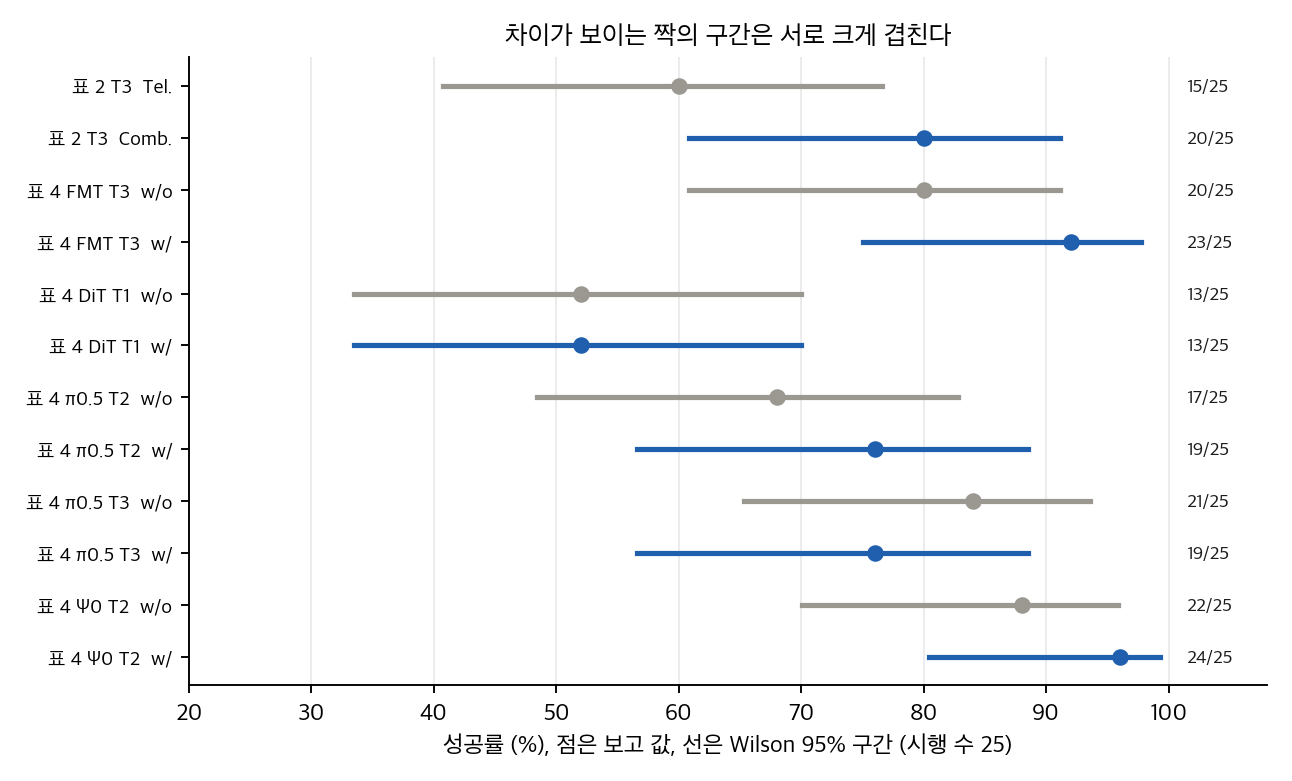 차이가 보이는 짝의 구간은 서로 크게 겹친다
표 2 T3 Tel. 15/25
표 2 T3 Comb. 20/25
표 4 FMT T3 w/o 20/25
표 4 FMT T3 w/ 23/25
표 4 DiT T1 w/o 13/25
표 4 DiT T1 w/ 13/25
표 4 π0.5 T2 w/o 17/25
표 4 π0.5 T2 w/ 19/25
표 4 π0.5 T3 w/o 21/25
표 4 π0.5 T3 w/ 19/25
표 4 Ψ0 T2 w/o 22/25
표 4 Ψ0 T2 w/ 24/25
20 30 40 50 60 70 80 90 100
성공률 (%), 점은 보고 값, 선은 Wilson 95% 구간 (시행 수 25)